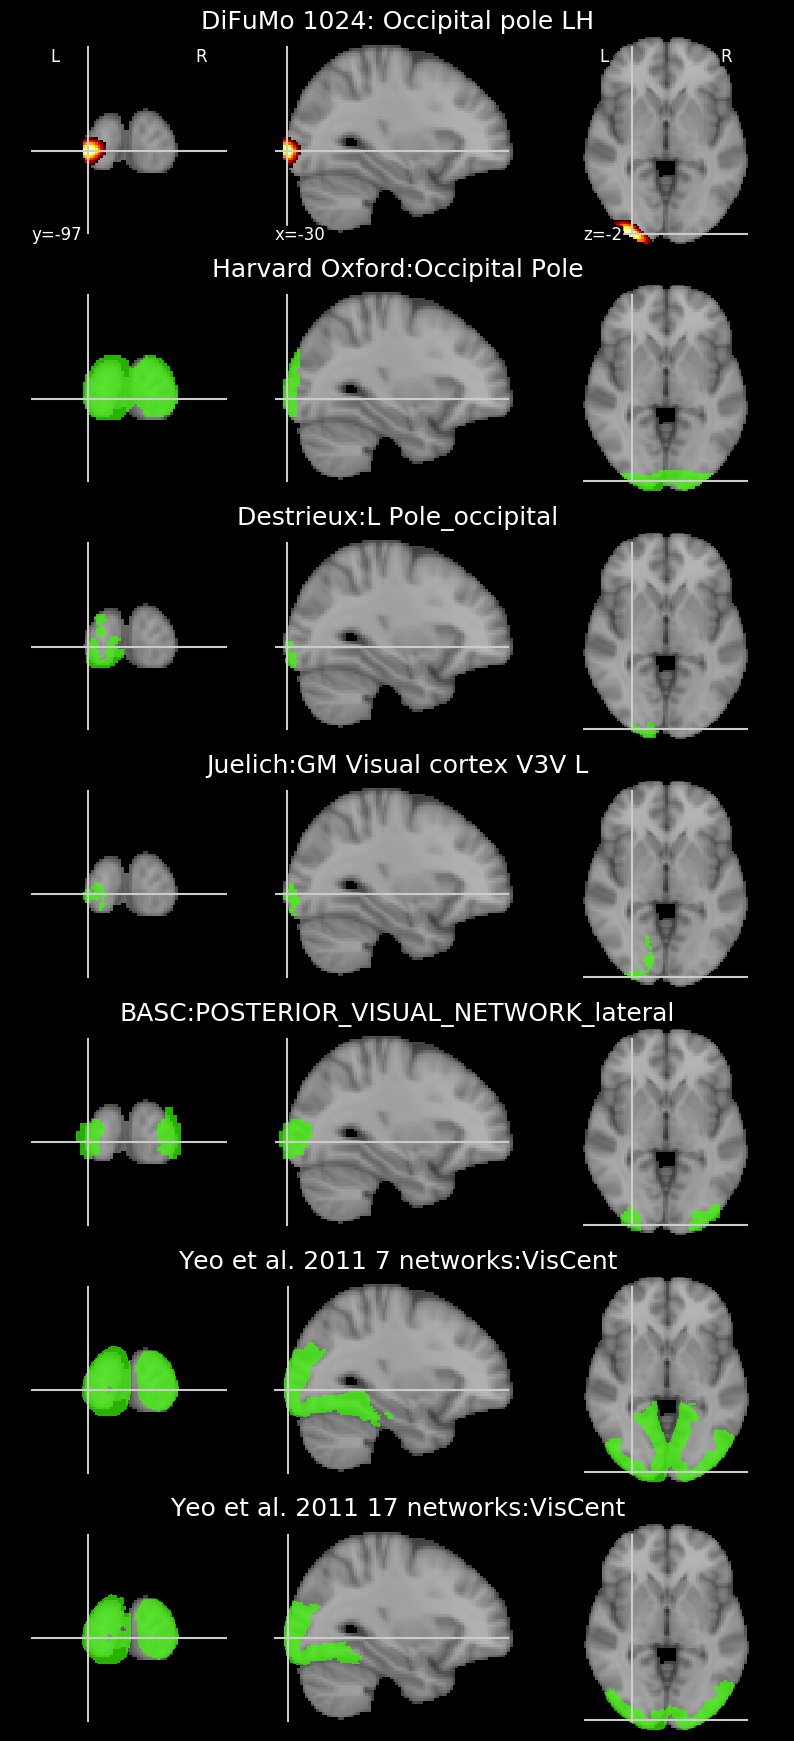 DiFuMo 1024: Occipital pole LH
L R L R
y=-97 x=-30 z=-2
Harvard Oxford:Occipital Pole
Destrieux:L Pole_occipital
Juelich:GM Visual cortex V3V L
BASC:POSTERIOR_VISUAL_NETWORK_lateral
Yeo et al. 2011 7 networks:VisCent
Yeo et al. 2011 17 networks:VisCent